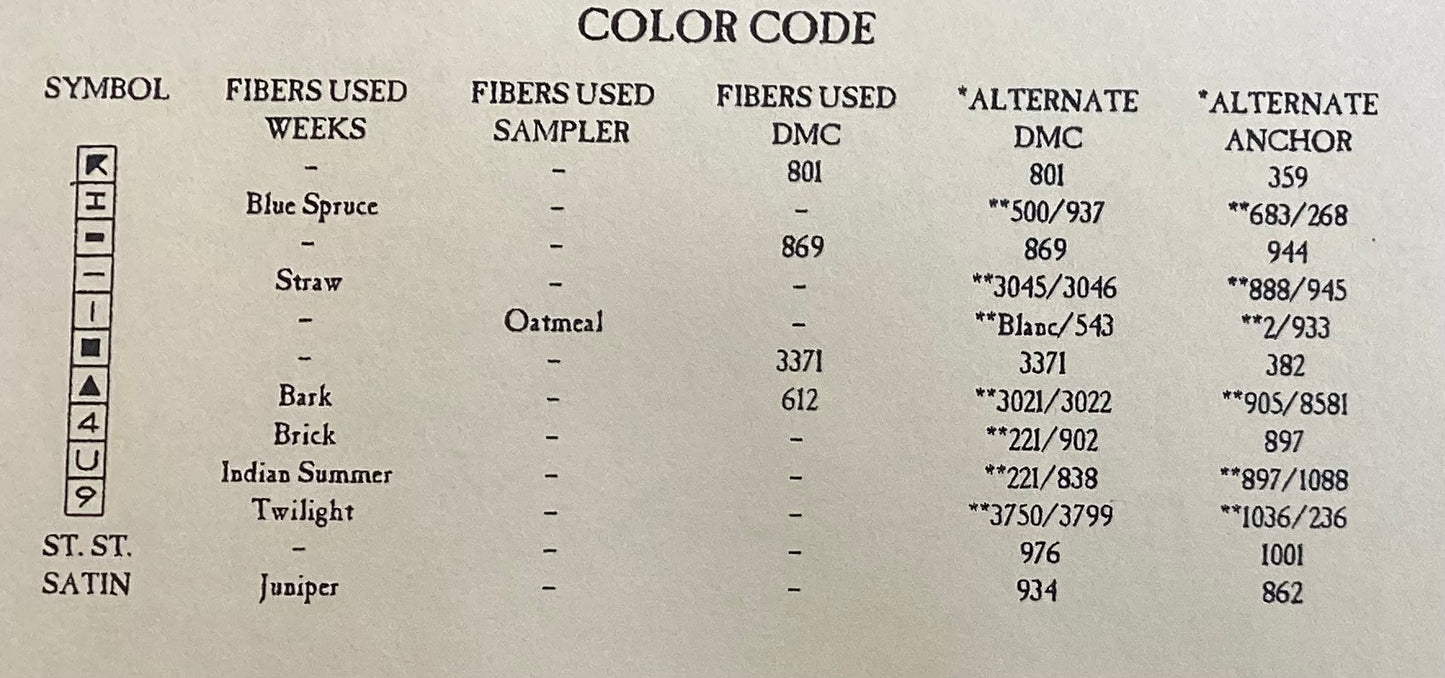 COLOR CODE
SYMBOL FIBERS USED WEEKS FIBERS USED SAMPLER FIBERS USED DMC *ALTERNATE DMC *ALTERNATE ANCHOR
– – 801 801 359
H Blue Spruce – – **500/937 **683/268
– – 869 869 944
– Straw – – **3045/3046 **888/945
| – Oatmeal – **Blanc/543 **2/933
■ – – 3371 3371 382
▲ Bark – 612 **3021/3022 **905/8581
4 Brick – – **221/902 897
U Indian Summer – – **221/838 **897/1088
9 Twilight – – **3750/3799 **1036/236
ST. ST. – – – 976 1001
SATIN Juniper – – 934 862